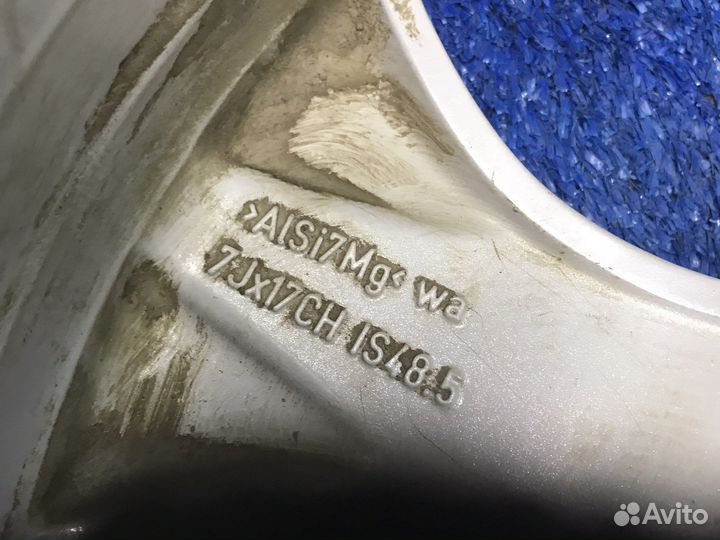 >AlSi7Mg< wa
7Jx17CH IS48.5
Avito